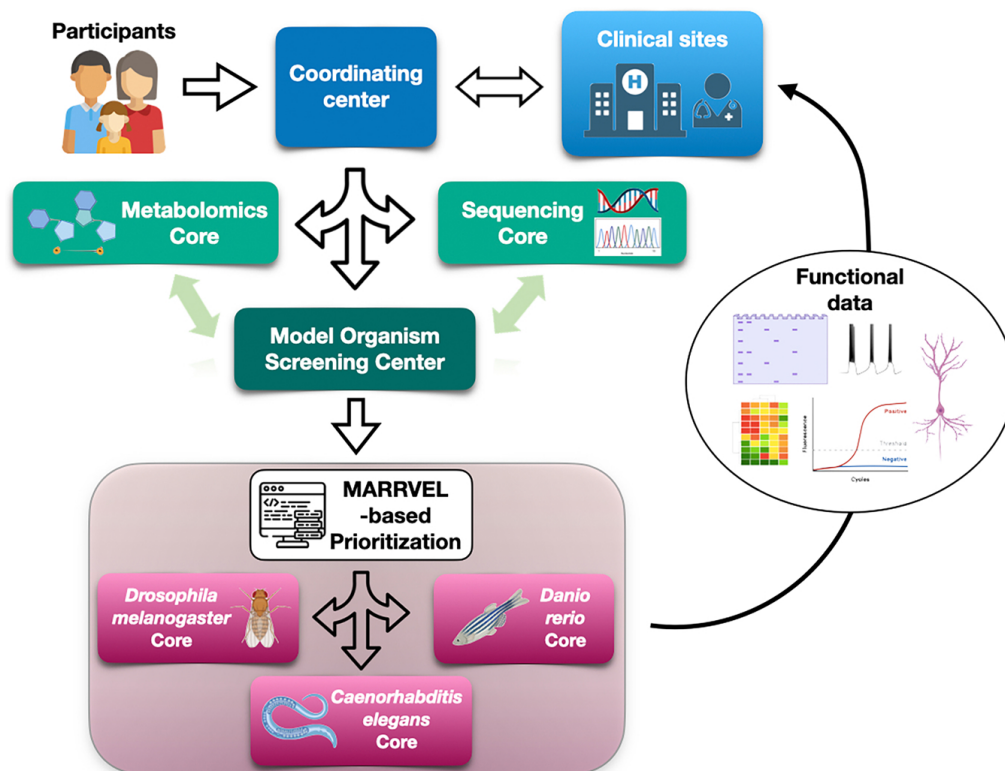 Participants
Coordinating
center
Clinical sites
H
Metabolomics
Core
Sequencing
Core
Model Organism
Screening Center
Functional
data
Positive
Threshold
Negative
Fluorescence
Cycles
MARRVEL
-based
Prioritization
</>
Drosophila
melanogaster
Core
Danio
rerio
Core
Caenorhabditis
elegans
Core